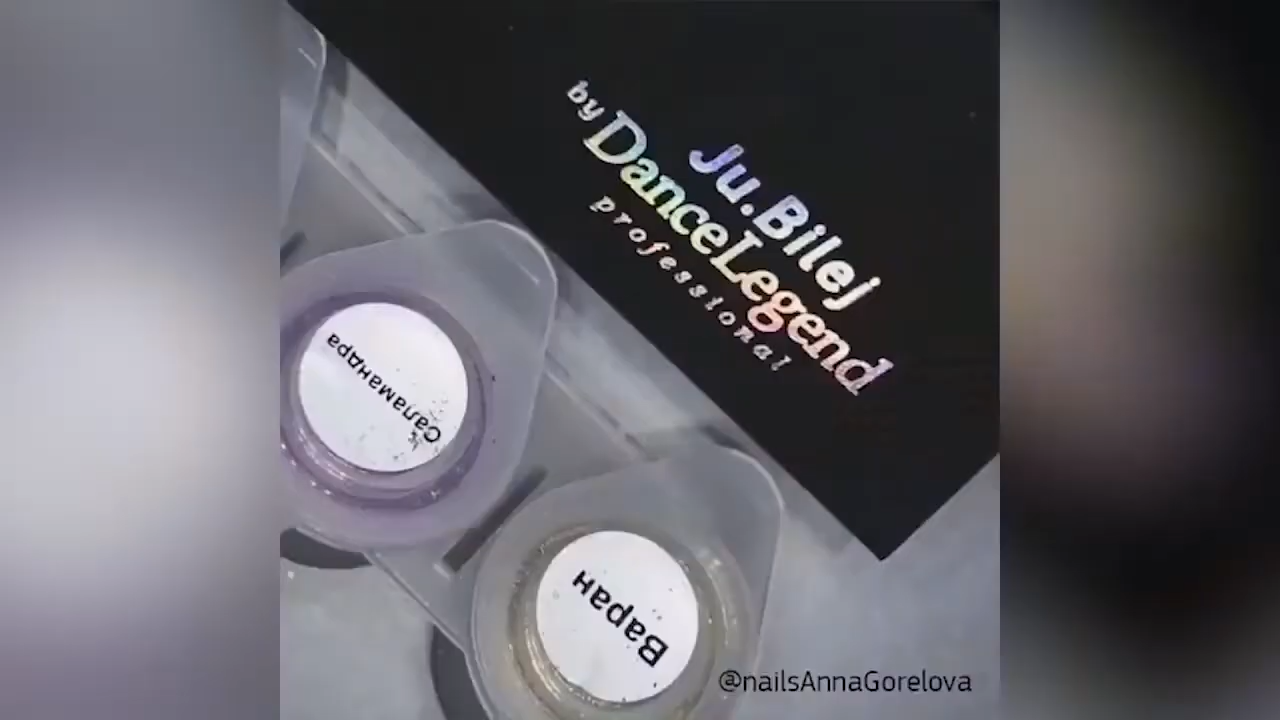 Ju.Bilej
by DanceLegend
professional
Саламандра
Варан
@nailsAnnaGorelova